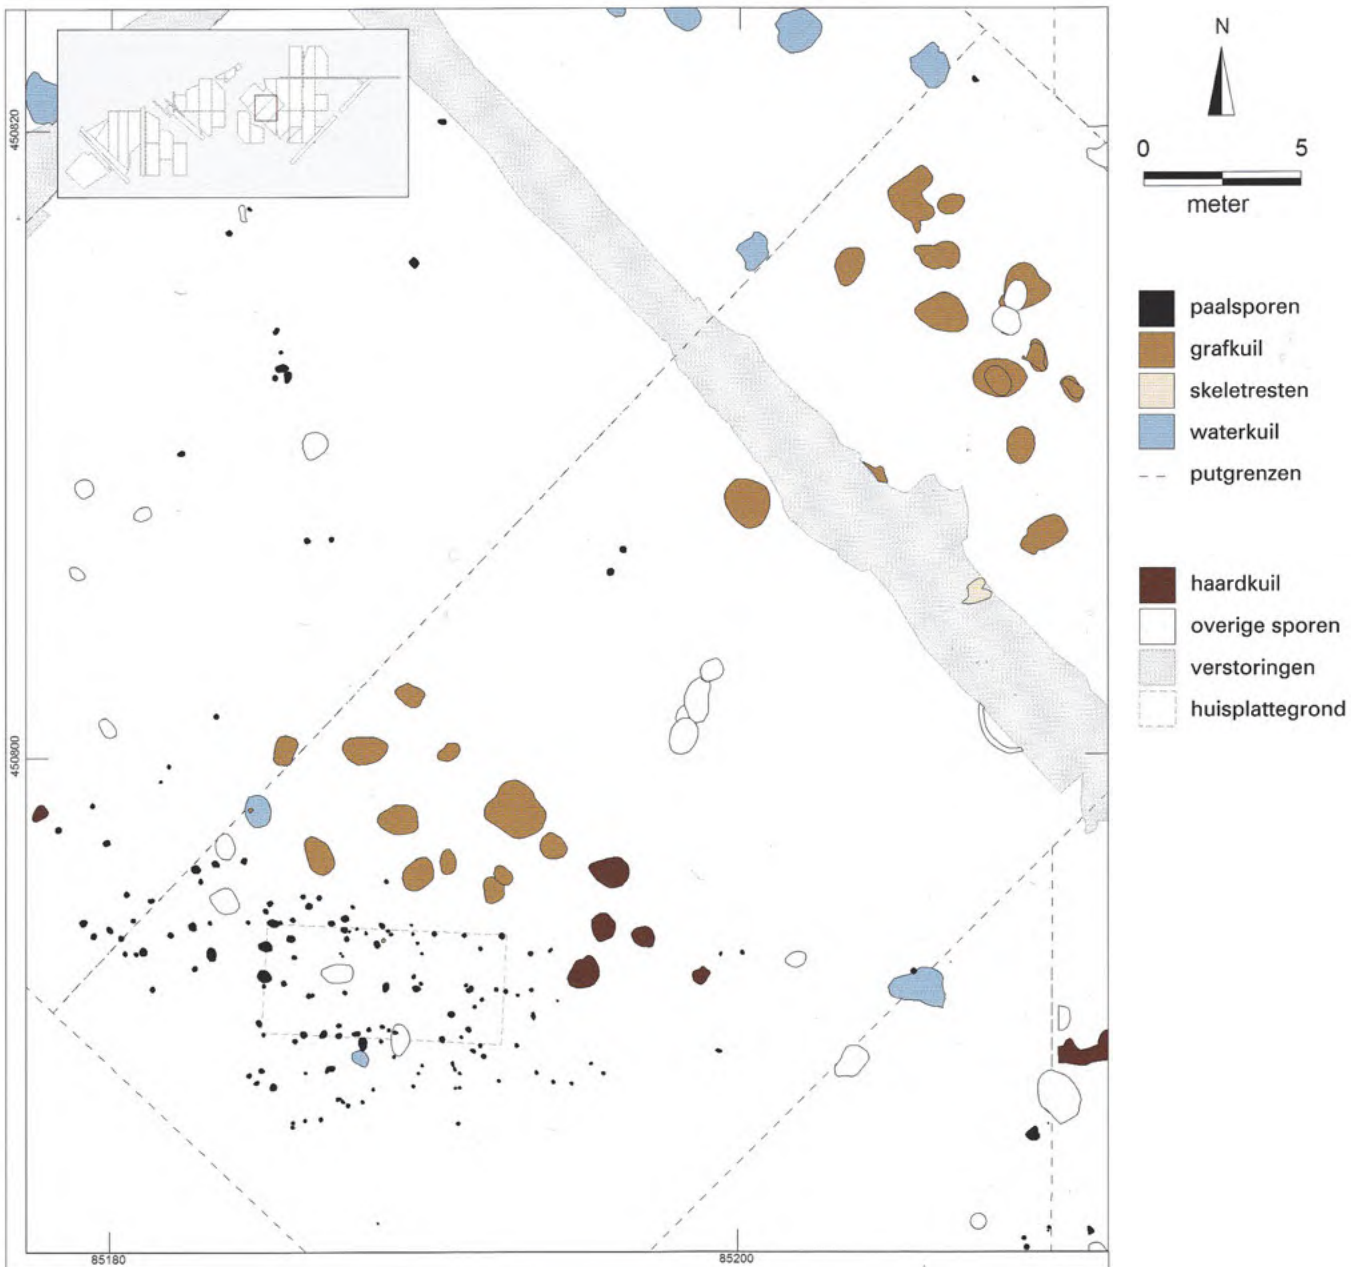 N
0 5
meter
paalsporen
grafkuil
skeletresten
waterkuil
putgrenzen
haardkuil
overige sporen
verstoringen
huisplattegrond
450820
450800
85180
85200